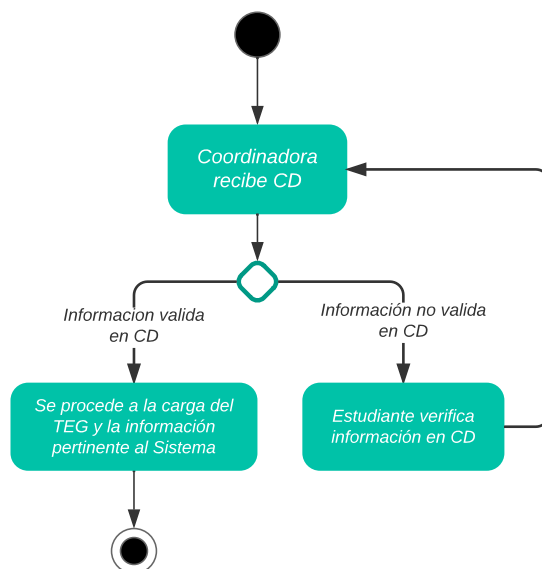 Coordinadora
recibe CD
Informacion valida
en CD
Información no valida
en CD
Se procede a la carga del
TEG y la información
pertinente al Sistema
Estudiante verifica
información en CD